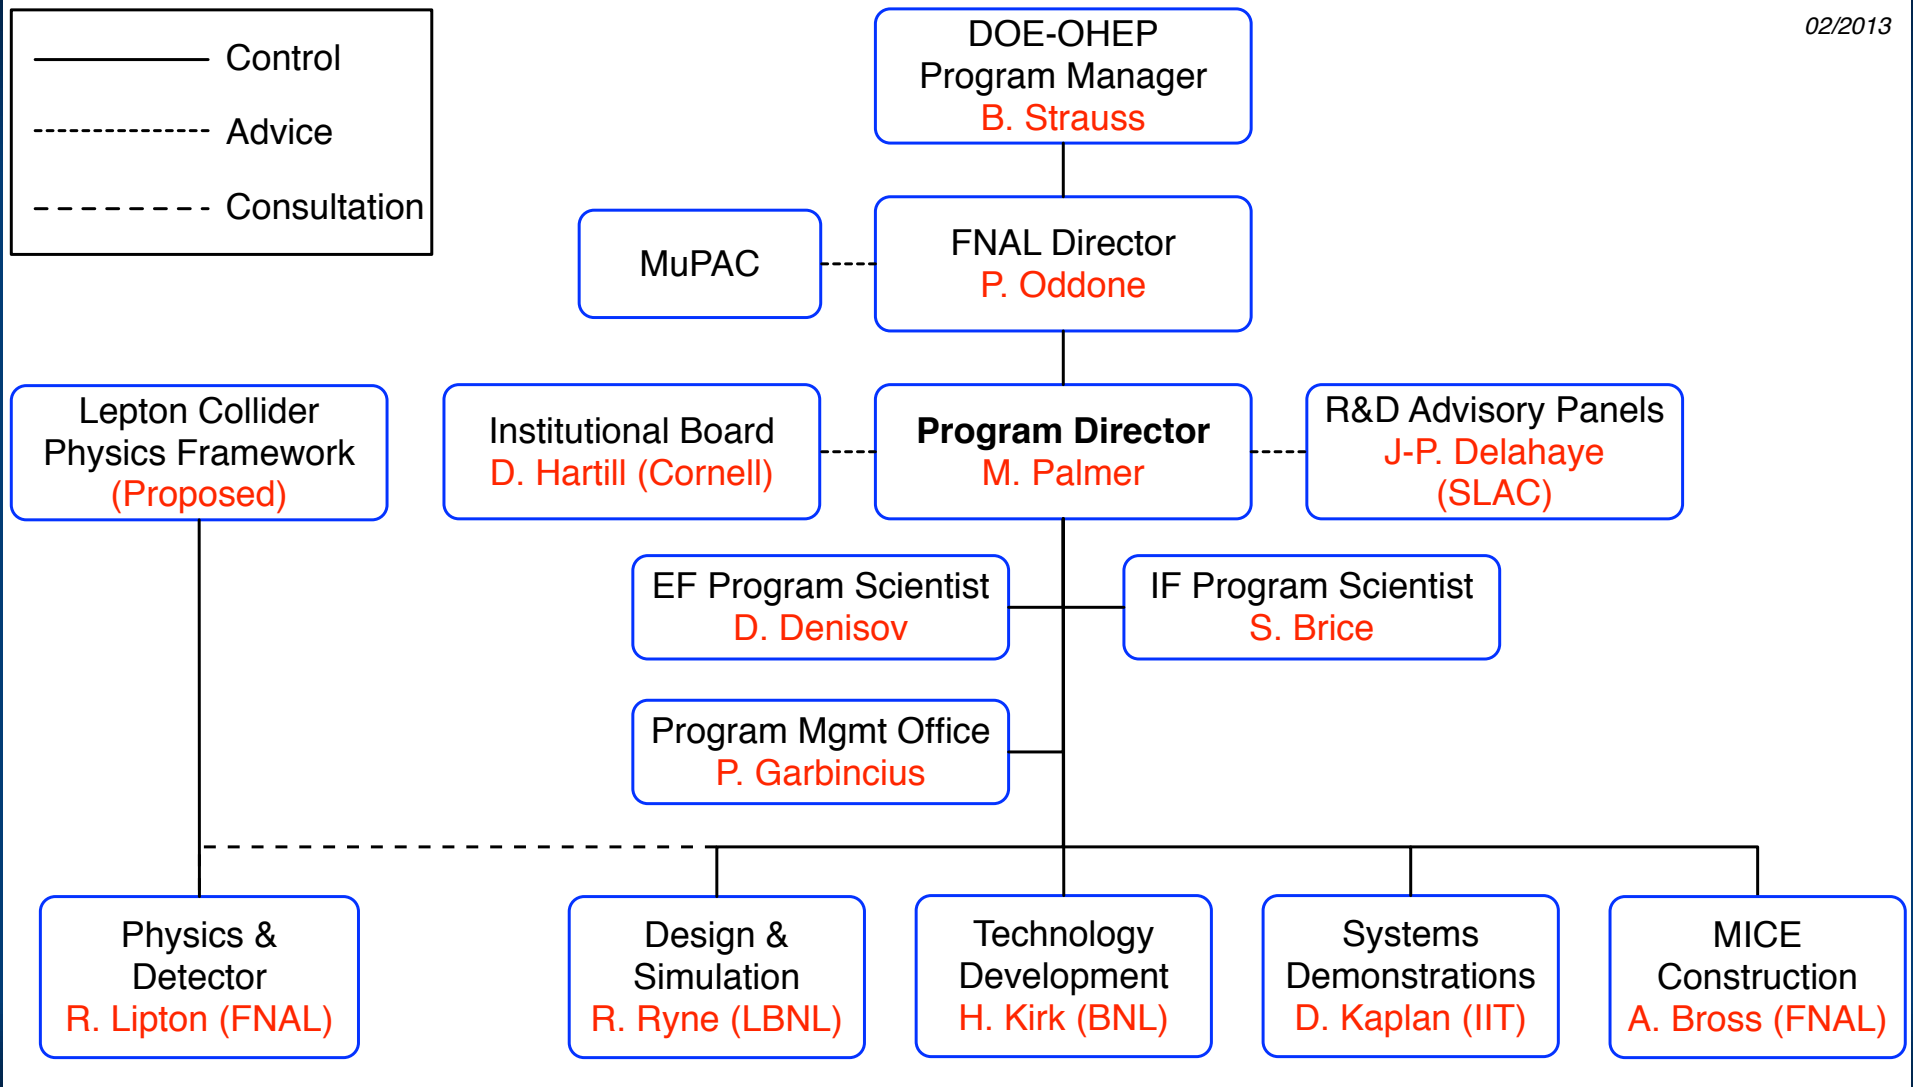 Control
Advice
Consultation
02/2013
DOE-OHEP
Program Manager
B. Strauss
MuPAC
FNAL Director
P. Oddone
Lepton Collider
Physics Framework
(Proposed)
Institutional Board
D. Hartill (Cornell)
Program Director
M. Palmer
R&D Advisory Panels
J-P. Delahaye
(SLAC)
EF Program Scientist
D. Denisov
IF Program Scientist
S. Brice
Program Mgmt Office
P. Garbincius
Physics &
Detector
R. Lipton (FNAL)
Design &
Simulation
R. Ryne (LBNL)
Technology
Development
H. Kirk (BNL)
Systems
Demonstrations
D. Kaplan (IIT)
MICE
Construction
A. Bross (FNAL)